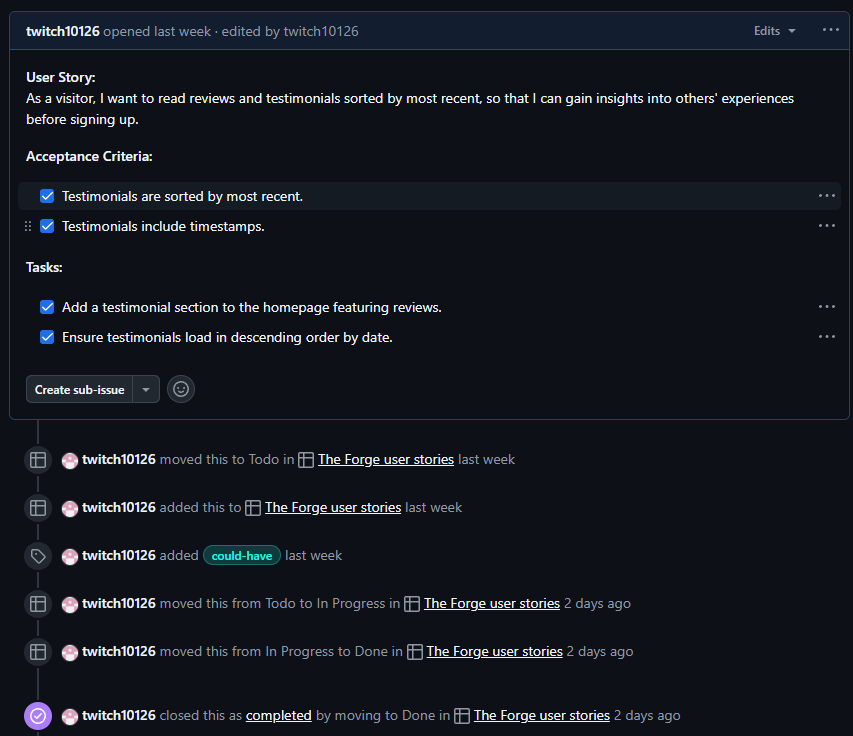 twitch10126 opened last week · edited by twitch10126 Edits
User Story:
As a visitor, I want to read reviews and testimonials sorted by most recent, so that I can gain insights into others' experiences
before signing up.
Acceptance Criteria:
Testimonials are sorted by most recent.
Testimonials include timestamps.
Tasks:
Add a testimonial section to the homepage featuring reviews.
Ensure testimonials load in descending order by date.
Create sub-issue
twitch10126 moved this to Todo in The Forge user stories last week
twitch10126 added this to The Forge user stories last week
twitch10126 added could-have last week
twitch10126 moved this from Todo to In Progress in The Forge user stories 2 days ago
twitch10126 moved this from In Progress to Done in The Forge user stories 2 days ago
twitch10126 closed this as completed by moving to Done in The Forge user stories 2 days ago